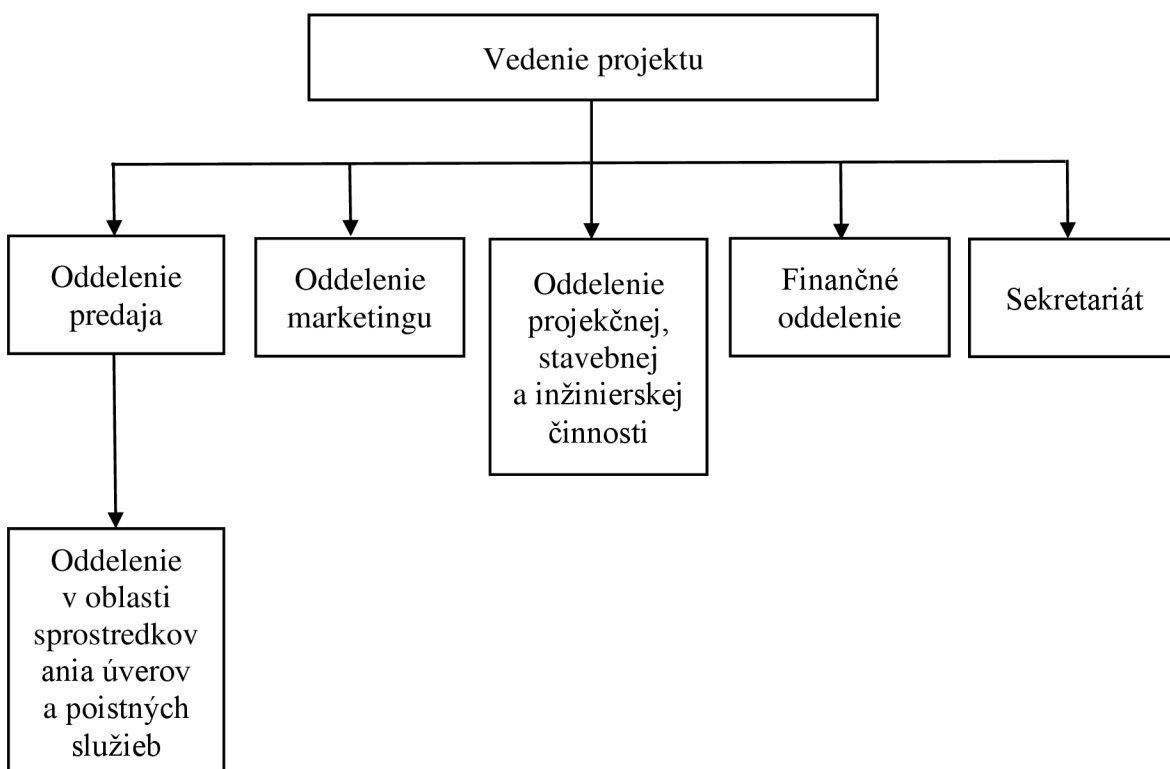 Vedenie projektu
Oddelenie
predaja
Oddelenie
marketingu
Oddelenie
projekčnej,
stavebnej
a inžinierskej
činnosti
Finančné
oddelenie
Sekretariát
Oddelenie
v oblasti
sprostredkov
ania úverov
a poistných
služieb